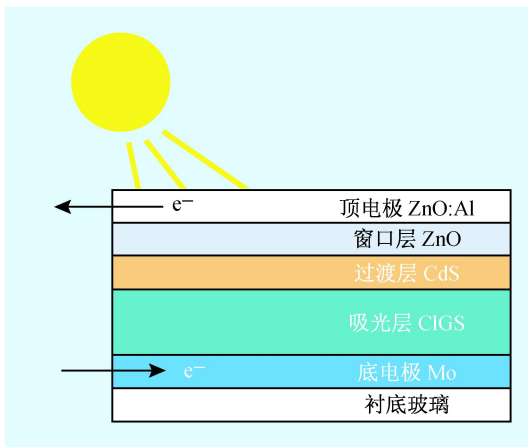 e⁻
顶电极 ZnO:Al
窗口层 ZnO
过渡层 CdS
吸光层 CIGS
e⁻
底电极 Mo
衬底玻璃